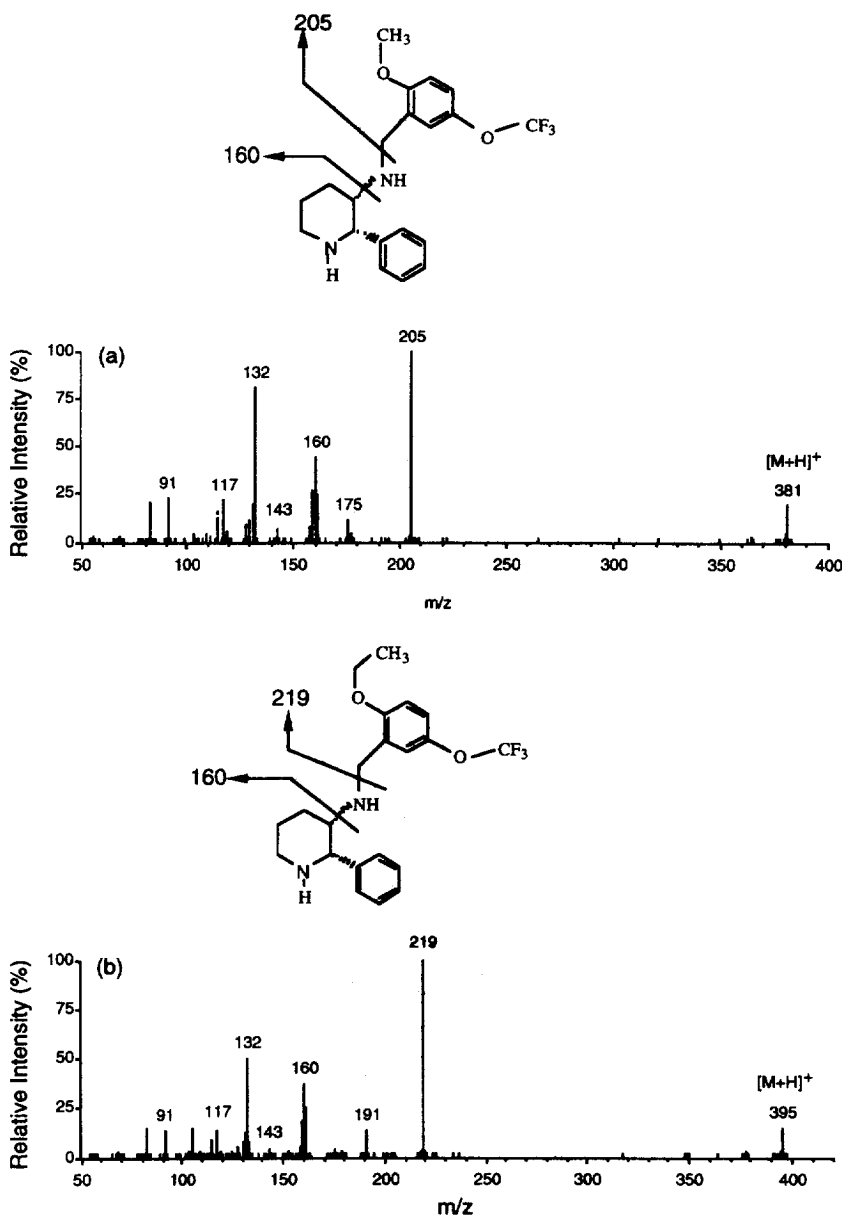 205
CH₃
O
O
CF₃
160
NH
N
H
(a)
Relative Intensity (%)
100
75
50
25
0
205
132
160
[M+H]⁺
381
91
117
143
175
50
100
150
200
250
300
350
400
m/z
CH₃
219
O
O
CF₃
160
NH
N
H
(b)
Relative Intensity (%)
100
75
50
25
0
219
132
160
[M+H]⁺
395
91
117
143
191
50
100
150
200
250
300
350
400
m/z